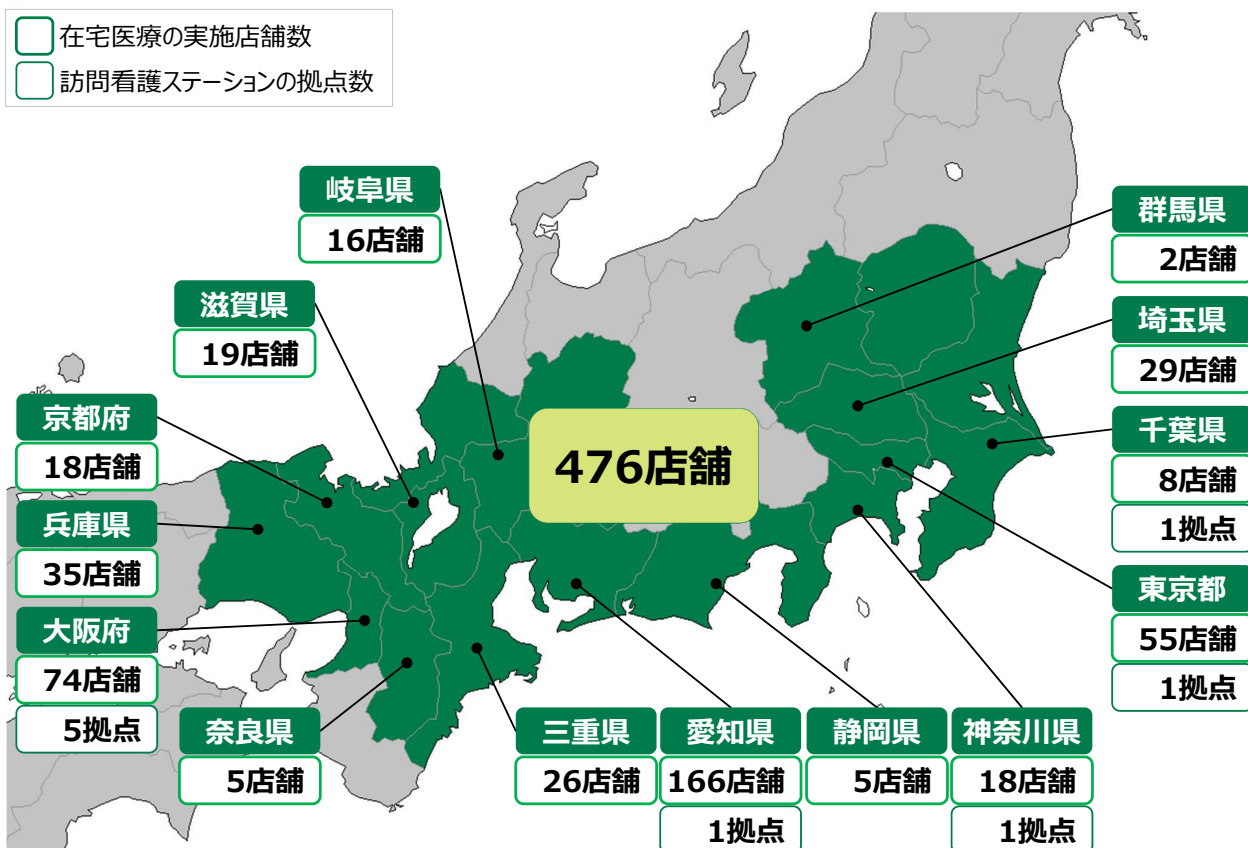 在宅医療の実施店舗数
訪問看護ステーションの拠点数
岐阜県
16店舗
滋賀県
19店舗
京都府
18店舗
兵庫県
35店舗
大阪府
74店舗
5拠点
奈良県
5店舗
三重県
26店舗
愛知県
166店舗
1拠点
静岡県
5店舗
神奈川県
18店舗
1拠点
476店舗
群馬県
2店舗
埼玉県
29店舗
千葉県
8店舗
1拠点
東京都
55店舗
1拠点